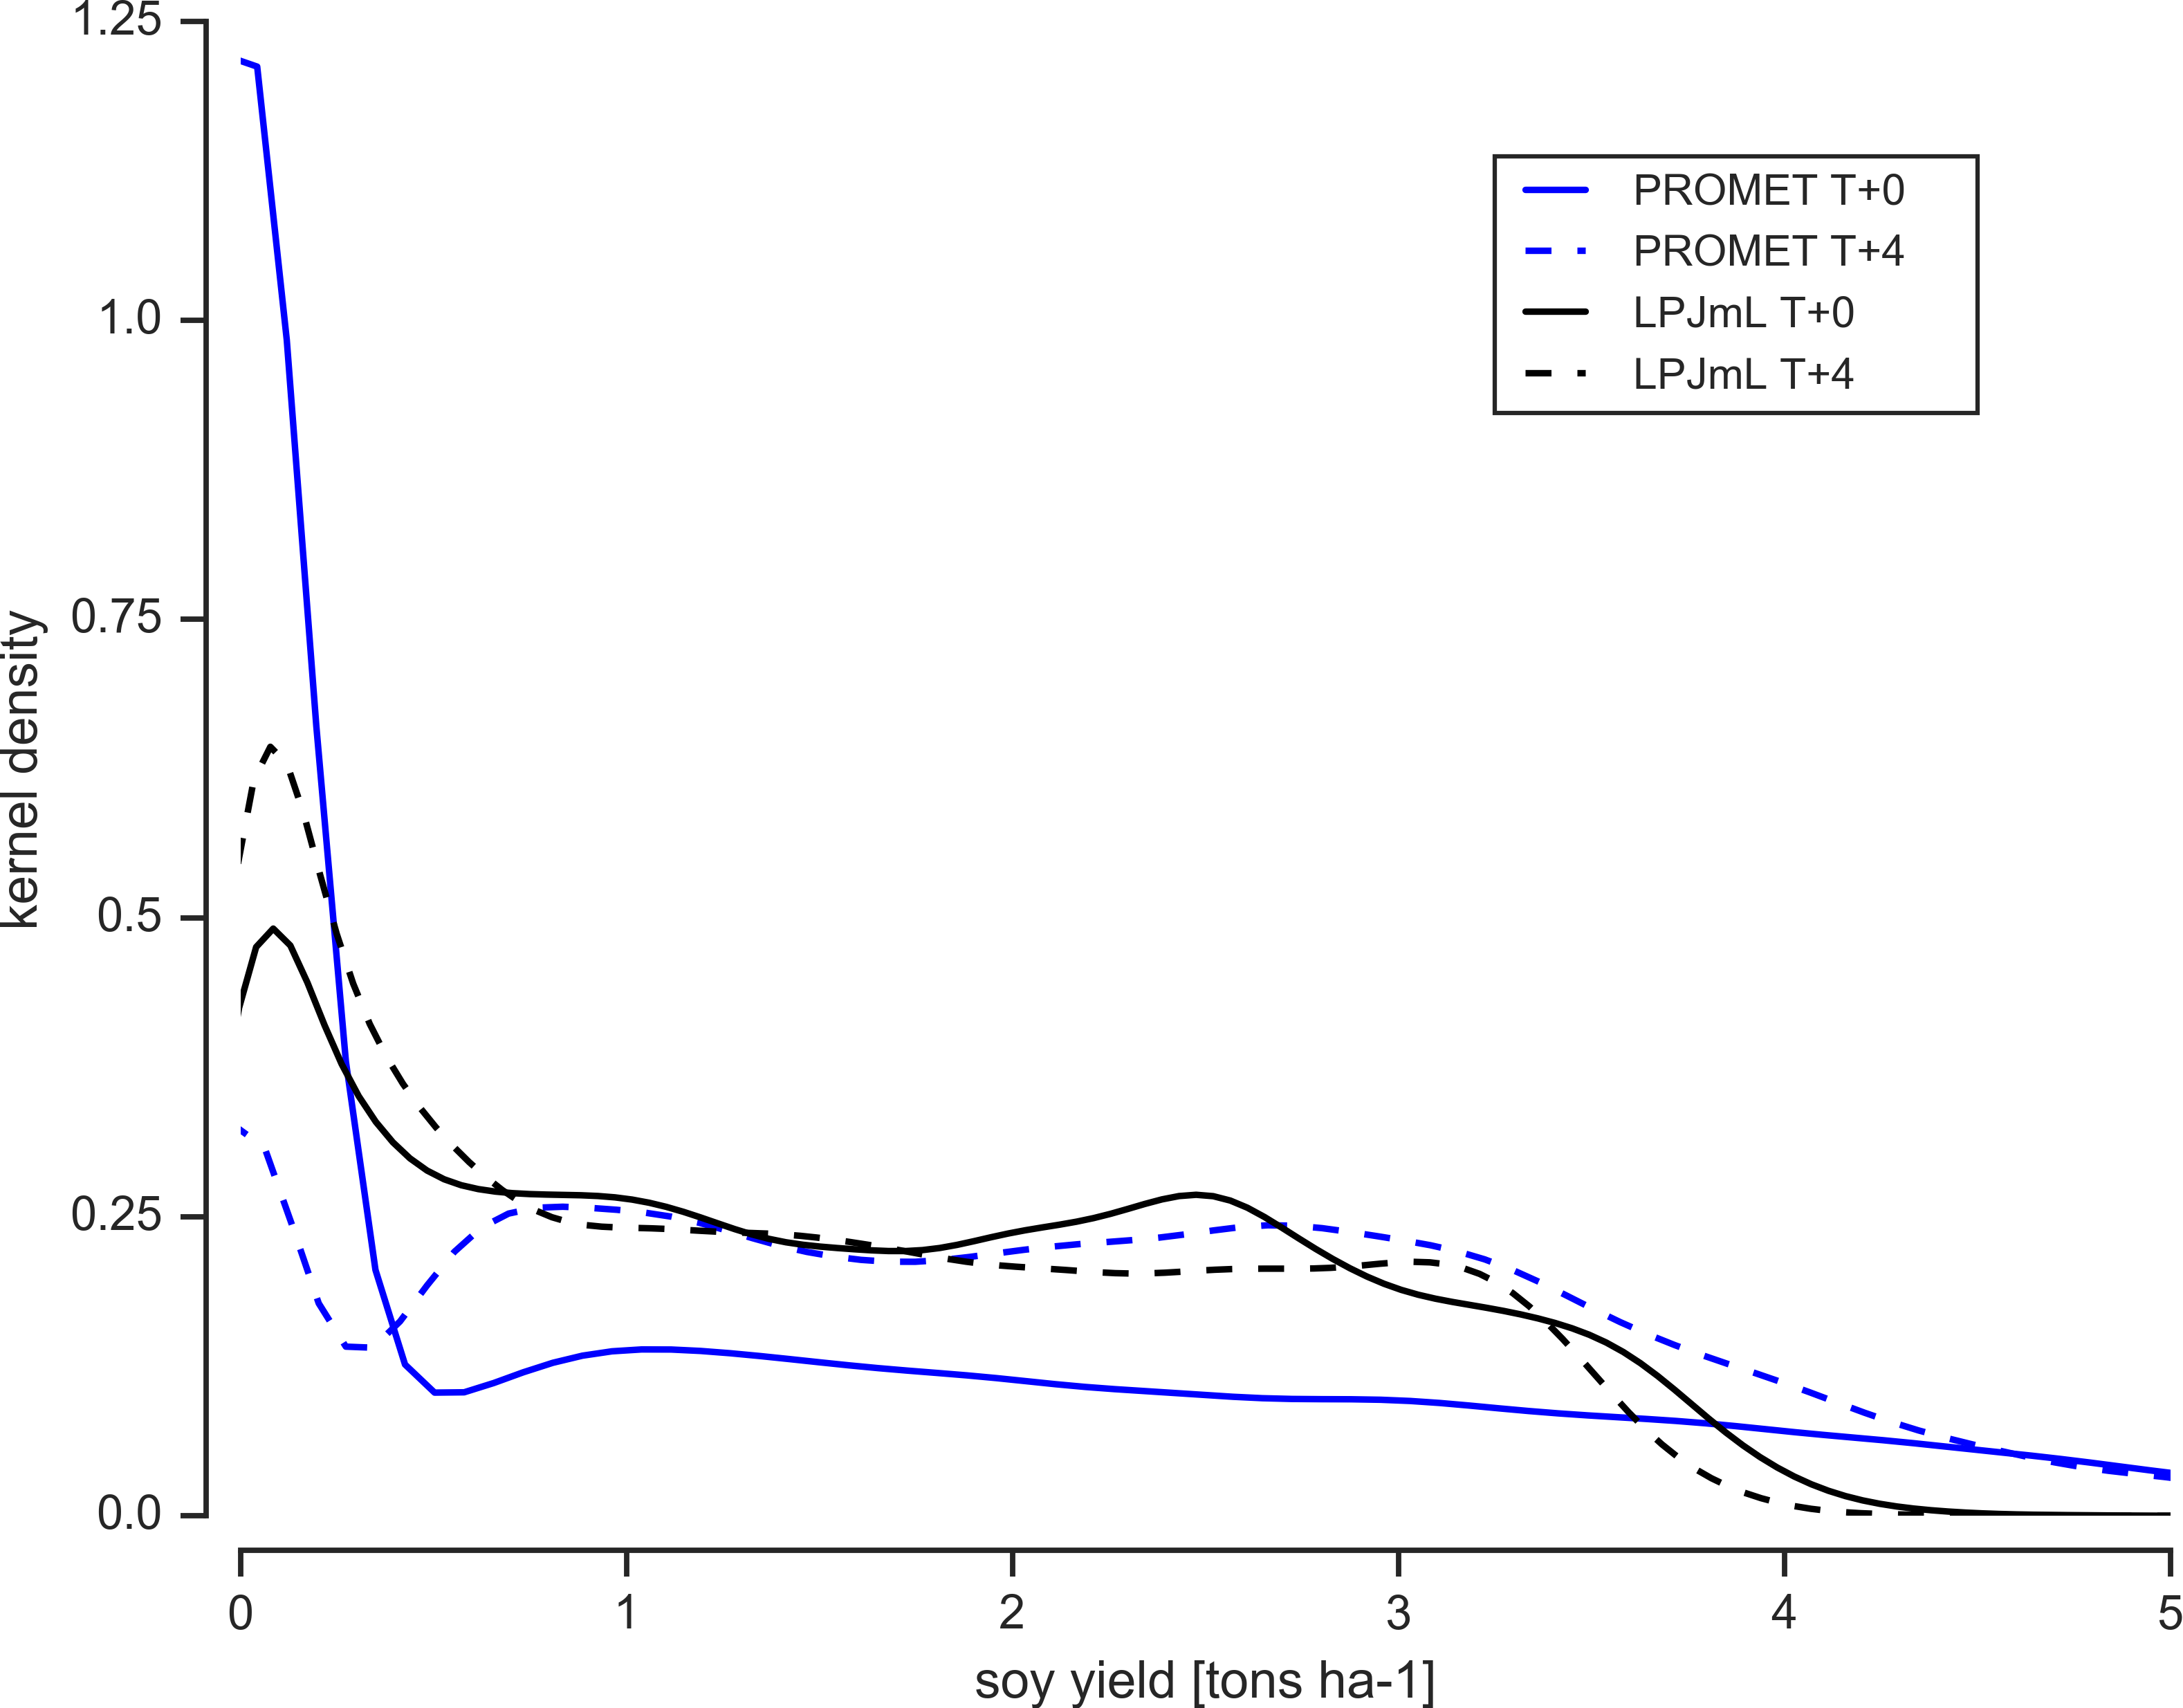 1.25
1.0
0.75
0.5
0.25
0.0
kernel density
PROMET T+0
PROMET T+4
LPJmL T+0
LPJmL T+4
0 1 2 3 4 5
soy yield [tons ha-1]